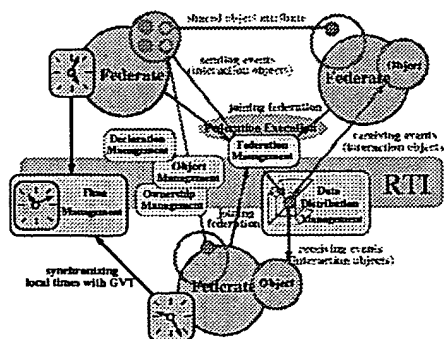 shared object attribute
Federate
sending events
(interaction objects)
Object
Federate
joining federation
Federation Execution
Declaration
Management
Federation
Management
receiving events
(interaction objects)
Object
Management
RTI
Time
Management
Ownership
Management
Data
Distribution
Management
joining
federation
synchronizing
local times with GVT
receiving events
(interaction objects)
Federate
Object